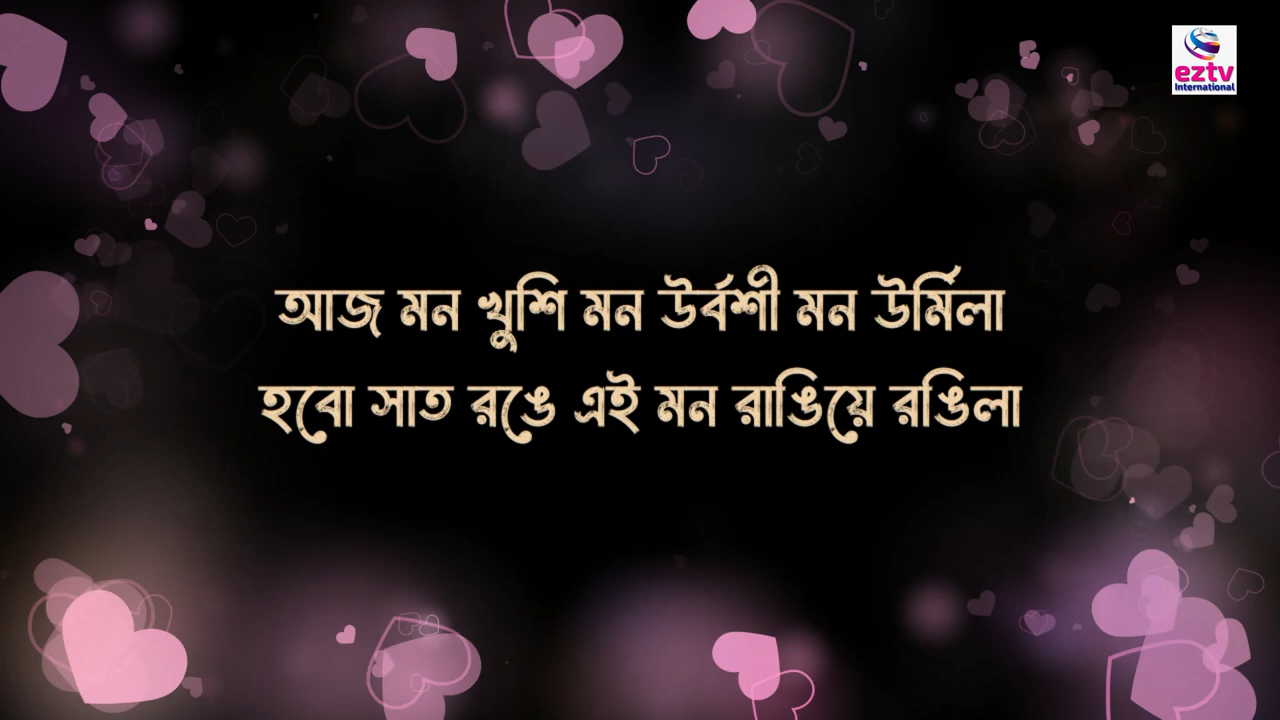 eztv
International
আজ মন খুশি মন উর্বশী মন উর্মিলা
হবো সাত রঙে এই মন রাঙিয়ে রঙিলা